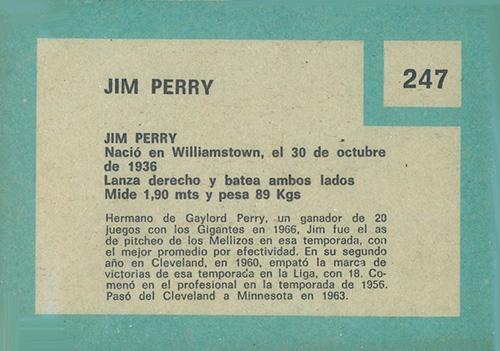 JIM PERRY
247
JIM PERRY
Nació en Williamstown, el 30 de octubre
de 1936
Lanza derecho y batea ambos lados
Mide 1,90 mts y pesa 89 Kgs
Hermano de Gaylord Perry, un ganador de 20
juegos con los Gigantes en 1966, Jim fue el as
de pitcheo de los Mellizos en esa temporada, con
el mejor promedio por efectividad. En su segundo
año en Cleveland, en 1960, empató la marca de
victorias de esa temporada en la Liga, con 18. Co-
menó en el profesional en la temporada de 1956.
Pasó del Cleveland a Minnesota en 1963.